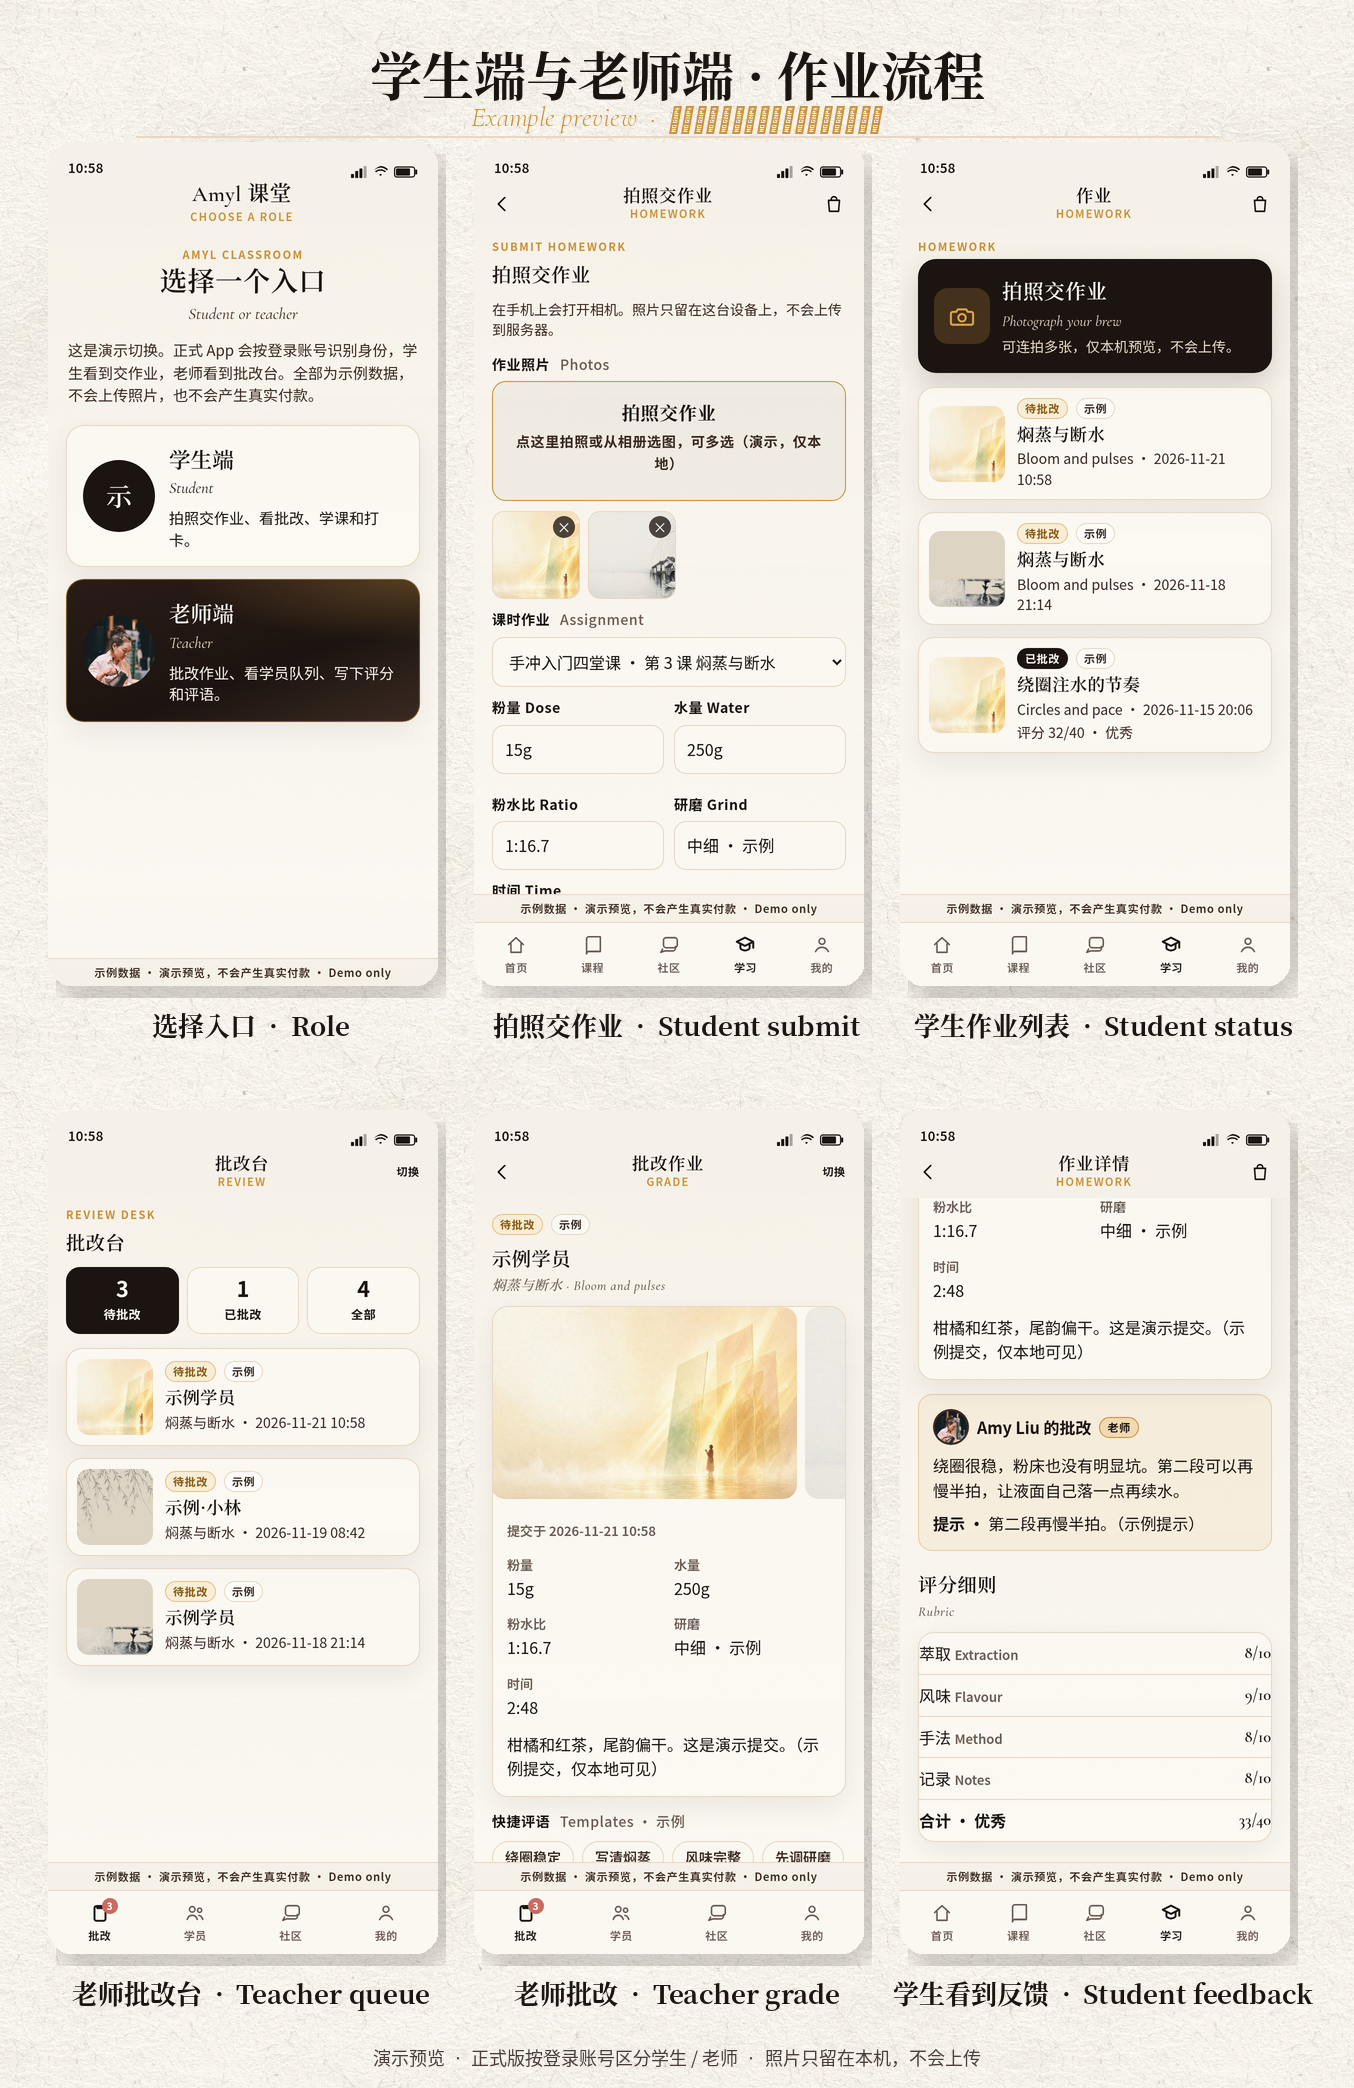 学生端与老师端 · 作业流程
Example preview ·
10:58
Amyl 课堂
CHOOSE A ROLE
AMYL CLASSROOM
选择一个入口
Student or teacher
这是演示切换。正式 App 会按登录账号识别身份，学
生看到交作业，老师看到批改台。全部为示例数据，
不会上传照片，也不会产生真实付款。
示
学生端
Student
拍照交作业、看批改、学课和打
卡。
老师端
Teacher
批改作业、看学员队列、写下评分
和评语。
示例数据 · 演示预览，不会产生真实付款 · Demo only
选择入口 · Role
10:58
拍照交作业
HOMEWORK
SUBMIT HOMEWORK
拍照交作业
在手机上会打开相机。照片只留在这台设备上，不会上传
到服务器。
作业照片 Photos
拍照交作业
点这里拍照或从相册选图，可多选（演示，仅本
地）
课时作业 Assignment
手冲入门四堂课 · 第 3 课 焖蒸与断水
粉量 Dose 水量 Water
15g 250g
粉水比 Ratio 研磨 Grind
1:16.7 中细 · 示例
时间 Time
示例数据 · 演示预览，不会产生真实付款 · Demo only
首页 课程 社区 学习 我的
拍照交作业 · Student submit
10:58
作业
HOMEWORK
HOMEWORK
拍照交作业
Photograph your brew
可连拍多张，仅本机预览，不会上传。
待批改 示例
焖蒸与断水
Bloom and pulses · 2026-11-21
10:58
待批改 示例
焖蒸与断水
Bloom and pulses · 2026-11-18
21:14
已批改 示例
绕圈注水的节奏
Circles and pace · 2026-11-15 20:06
评分 32/40 · 优秀
示例数据 · 演示预览，不会产生真实付款 · Demo only
首页 课程 社区 学习 我的
学生作业列表 · Student status
10:58
批改台
REVIEW
切换
REVIEW DESK
批改台
3 1 4
待批改 已批改 全部
待批改 示例
示例学员
焖蒸与断水 · 2026-11-21 10:58
待批改 示例
示例·小林
焖蒸与断水 · 2026-11-19 08:42
待批改 示例
示例学员
焖蒸与断水 · 2026-11-18 21:14
示例数据 · 演示预览，不会产生真实付款 · Demo only
3
批改 学员 社区 我的
老师批改台 · Teacher queue
10:58
批改作业
GRADE
切换
待批改 示例
示例学员
焖蒸与断水 · Bloom and pulses
提交于 2026-11-21 10:58
粉量 水量
15g 250g
粉水比 研磨
1:16.7 中细 · 示例
时间
2:48
柑橘和红茶，尾韵偏干。这是演示提交。（示
例提交，仅本地可见）
快捷评语 Templates · 示例
绕圈稳定 写清焖蒸 风味完整 先调研磨
示例数据 · 演示预览，不会产生真实付款 · Demo only
3
批改 学员 社区 我的
老师批改 · Teacher grade
10:58
作业详情
HOMEWORK
粉水比 研磨
1:16.7 中细 · 示例
时间
2:48
柑橘和红茶，尾韵偏干。这是演示提交。（示
例提交，仅本地可见）
Amy Liu 的批改 老师
绕圈很稳，粉床也没有明显坑。第二段可以再
慢半拍，让液面自己落一点再续水。
提示 · 第二段再慢半拍。（示例提示）
评分细则
Rubric
萃取 Extraction 8/10
风味 Flavour 9/10
手法 Method 8/10
记录 Notes 8/10
合计 · 优秀 33/40
示例数据 · 演示预览，不会产生真实付款 · Demo only
首页 课程 社区 学习 我的
学生看到反馈 · Student feedback
演示预览 · 正式版按登录账号区分学生 / 老师 · 照片只留在本机，不会上传